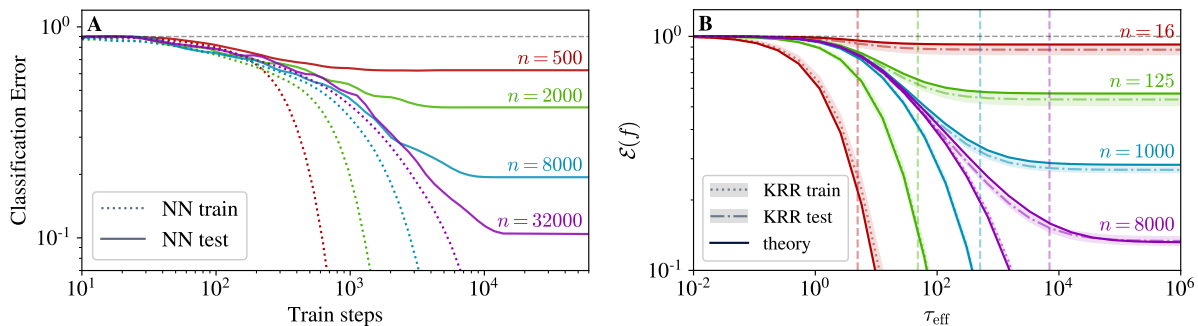 A
Classification Error
10^0
10^{-1}
n = 500
n = 2000
n = 8000
n = 32000
NN train
NN test
10^1
10^2
10^3
10^4
Train steps
B
ℰ(f)
10^0
10^{-1}
n = 16
n = 125
n = 1000
n = 8000
KRR train
KRR test
theory
10^{-2}
10^0
10^2
10^4
10^6
τ_eff